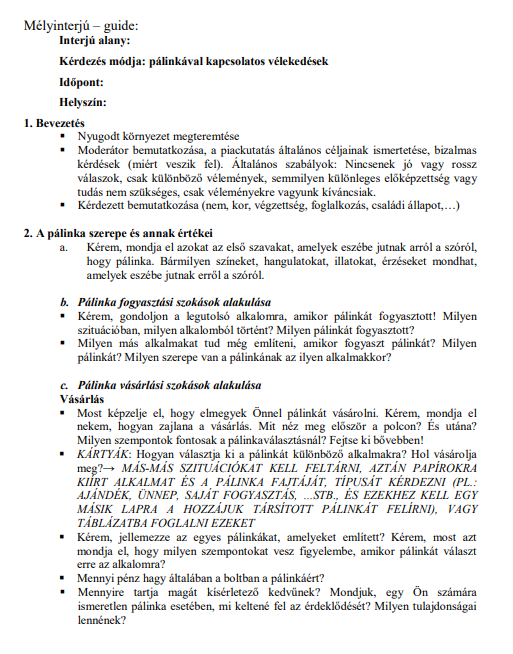 Mélyinterjú – guide:
Interjú alany:
Kérdezés módja: pálinkával kapcsolatos vélekedések
Időpont:
Helyszín:
1. Bevezetés
▪ Nyugodt környezet megteremtése
▪ Moderátor bemutatkozása, a piackutatás általános céljainak ismertetése, bizalmas
kérdések (miért veszik fel). Általános szabályok: Nincsenek jó vagy rossz
válaszok, csak különböző vélemények, semmilyen különleges előképzettség vagy
tudás nem szükséges, csak véleményekre vagyunk kíváncsiak.
▪ Kérdezett bemutatkozása (nem, kor, végzettség, foglalkozás, családi állapot,…)
2. A pálinka szerepe és annak értékei
a. Kérem, mondja el azokat az első szavakat, amelyek eszébe jutnak arról a szóról,
hogy pálinka. Bármilyen színeket, hangulatokat, illatokat, érzéseket mondhat,
amelyek eszébe jutnak erről a szóról.
b. Pálinka fogyasztási szokások alakulása
▪ Kérem, gondoljon a legutolsó alkalomra, amikor pálinkát fogyasztott! Milyen
szituációban, milyen alkalomból történt? Milyen pálinkát fogyasztott?
▪ Milyen más alkalmakat tud még említeni, amikor fogyaszt pálinkát? Milyen
pálinkát? Milyen szerepe van a pálinkának az ilyen alkalmakkor?
c. Pálinka vásárlási szokások alakulása
Vásárlás
▪ Most képzelje el, hogy elmegyek Önnel pálinkát vásárolni. Kérem, mondja el
nekem, hogyan zajlana a vásárlás. Mit néz meg először a polcon? És utána?
Milyen szempontok fontosak a pálinkaválasztásnál? Fejtse ki bővebben!
▪ KÁRTYÁK: Hogyan választja ki a pálinkát különböző alkalmakra? Hol vásárolja
meg?→ MÁS-MÁS SZITUÁCIÓKAT KELL FELTÁRNI, AZTÁN PAPÍROKRA
KIÍRT ALKALMAT ÉS A PÁLINKA FAJTÁJÁT, TÍPUSÁT KÉRDEZNI (PL.:
AJÁNDÉK, ÜNNEP, SAJÁT FOGYASZTÁS, ...STB., ÉS EZEKHEZ KELL EGY
MÁSIK LAPRA A HOZZÁJUK TÁRSÍTOTT PÁLINKÁT FELÍRNI), VAGY
TÁBLÁZATBA FOGLALNI EZEKET
▪ Kérem, jellemezze az egyes pálinkákat, amelyeket említett? Kérem, most azt
mondja el, hogy milyen szempontokat vesz figyelembe, amikor pálinkát választ
erre az alkalomra?
▪ Mennyi pénz hagy általában a boltban a pálinkáért?
▪ Mennyire tartja magát kísérletező kedvűnek? Mondjuk, egy Ön számára
ismeretlen pálinka esetében, mi keltené fel az érdeklődését? Milyen tulajdonságai
lennének?